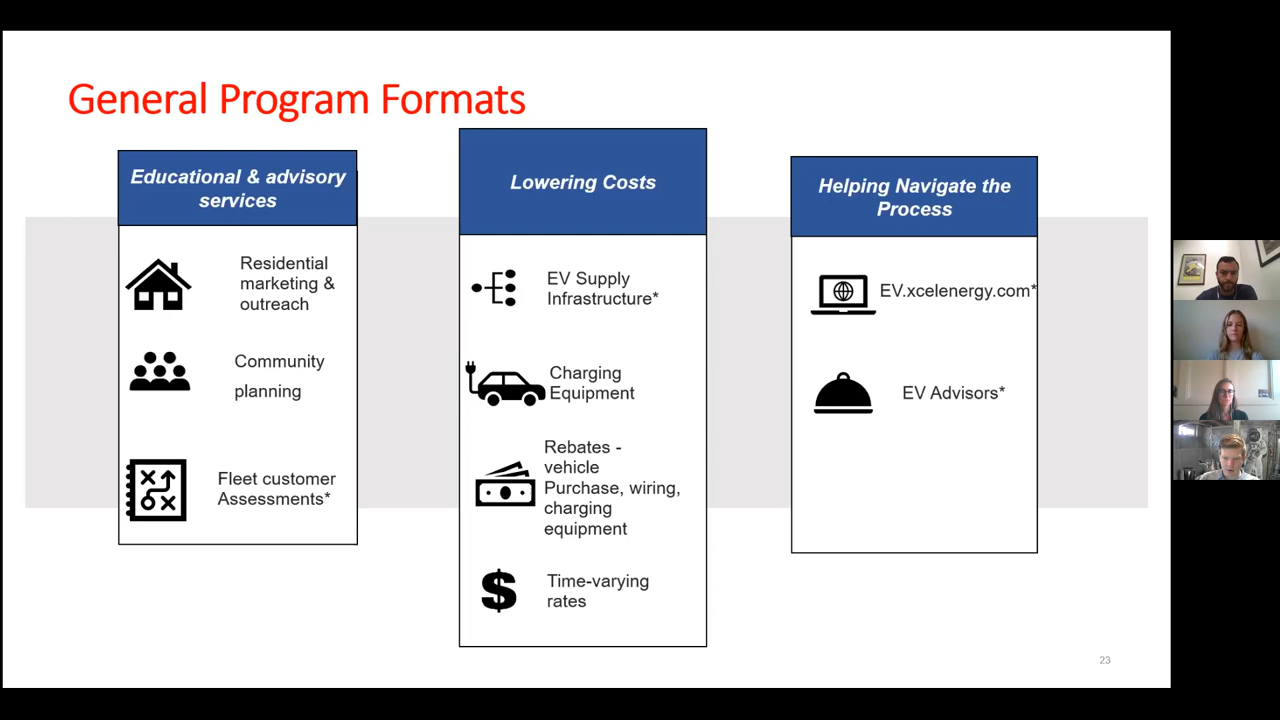 General Program Formats
Educational & advisory
services
Residential
marketing &
outreach
Community
planning
Fleet customer
Assessments*
Lowering Costs
EV Supply
Infrastructure*
Charging
Equipment
Rebates -
vehicle
Purchase, wiring,
charging
equipment
Time-varying
rates
Helping Navigate the
Process
EV.xcelenergy.com*
EV Advisors*
23